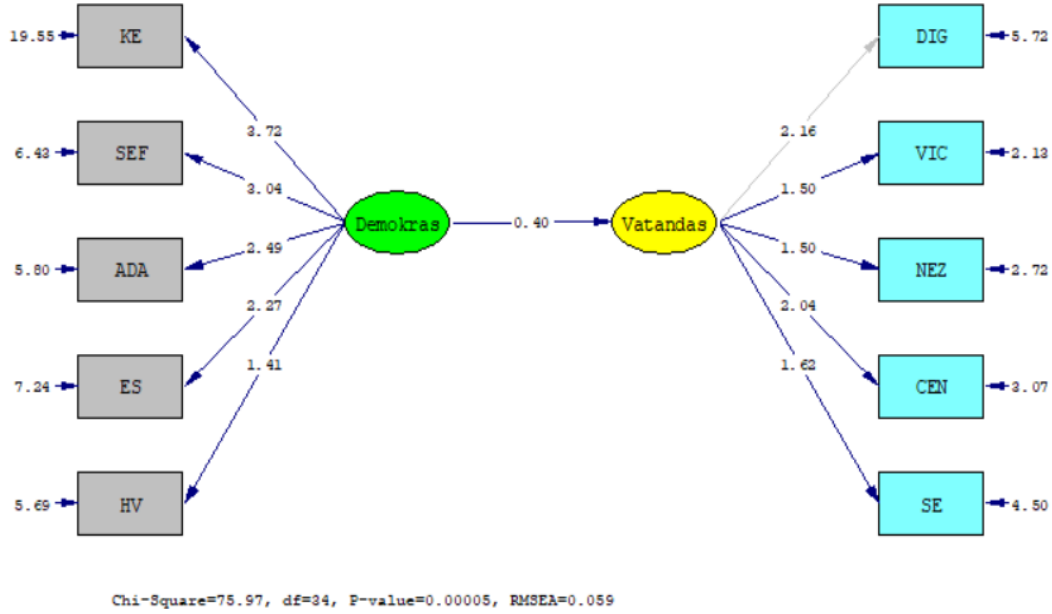 19.55 KE DIG 5.72
3.72 2.16
6.43 SEF VIC 2.13
3.04 1.50
Demokras 0.40 Vatandas
2.49 1.50
5.80 ADA NEZ 2.72
2.27 2.04
1.41 1.62
7.24 ES CEN 3.07
5.69 HV SE 4.50
Chi-Square=75.97, df=34, P-value=0.00005, RMSEA=0.059